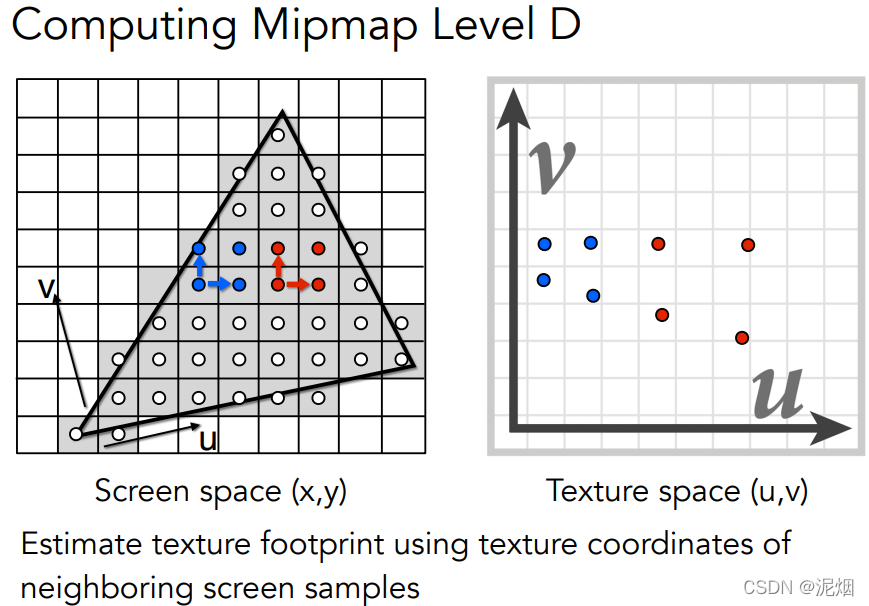 Computing Mipmap Level D
v
u
v
u
Screen space (x,y)
Texture space (u,v)
Estimate texture footprint using texture coordinates of
neighboring screen samples
CSDN @泥烟